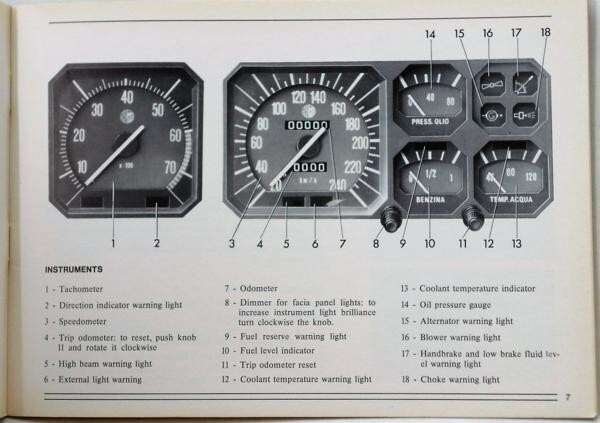 14
15
16
17
18
10
20
30
40
50
60
70
x 100
20
40
60
80
100
120
140
160
180
200
220
240
00000
0000
km/h
0
40
80
PRESS. OLIO
0
1/2
1
BENZINA
40
80
120
TEMP. ACQUA
1
2
3
4
5
6
7
8
9
10
11
12
13
INSTRUMENTS
1 - Tachometer
2 - Direction indicator warning light
3 - Speedometer
4 - Trip odometer: to reset, push knob
11 and rotate it clockwise
5 - High beam warning light
6 - External light warning
7 - Odometer
8 - Dimmer for facia panel lights: to
increase instrument light brilliance
turn clockwise the knob.
9 - Fuel reserve warning light
10 - Fuel level indicator
11 - Trip odometer reset
12 - Coolant temperature warning light
13 - Coolant temperature indicator
14 - Oil pressure gauge
15 - Alternator warning light
16 - Blower warning light
17 - Handbrake and low brake fluid lev-
el warning light
18 - Choke warning light
7